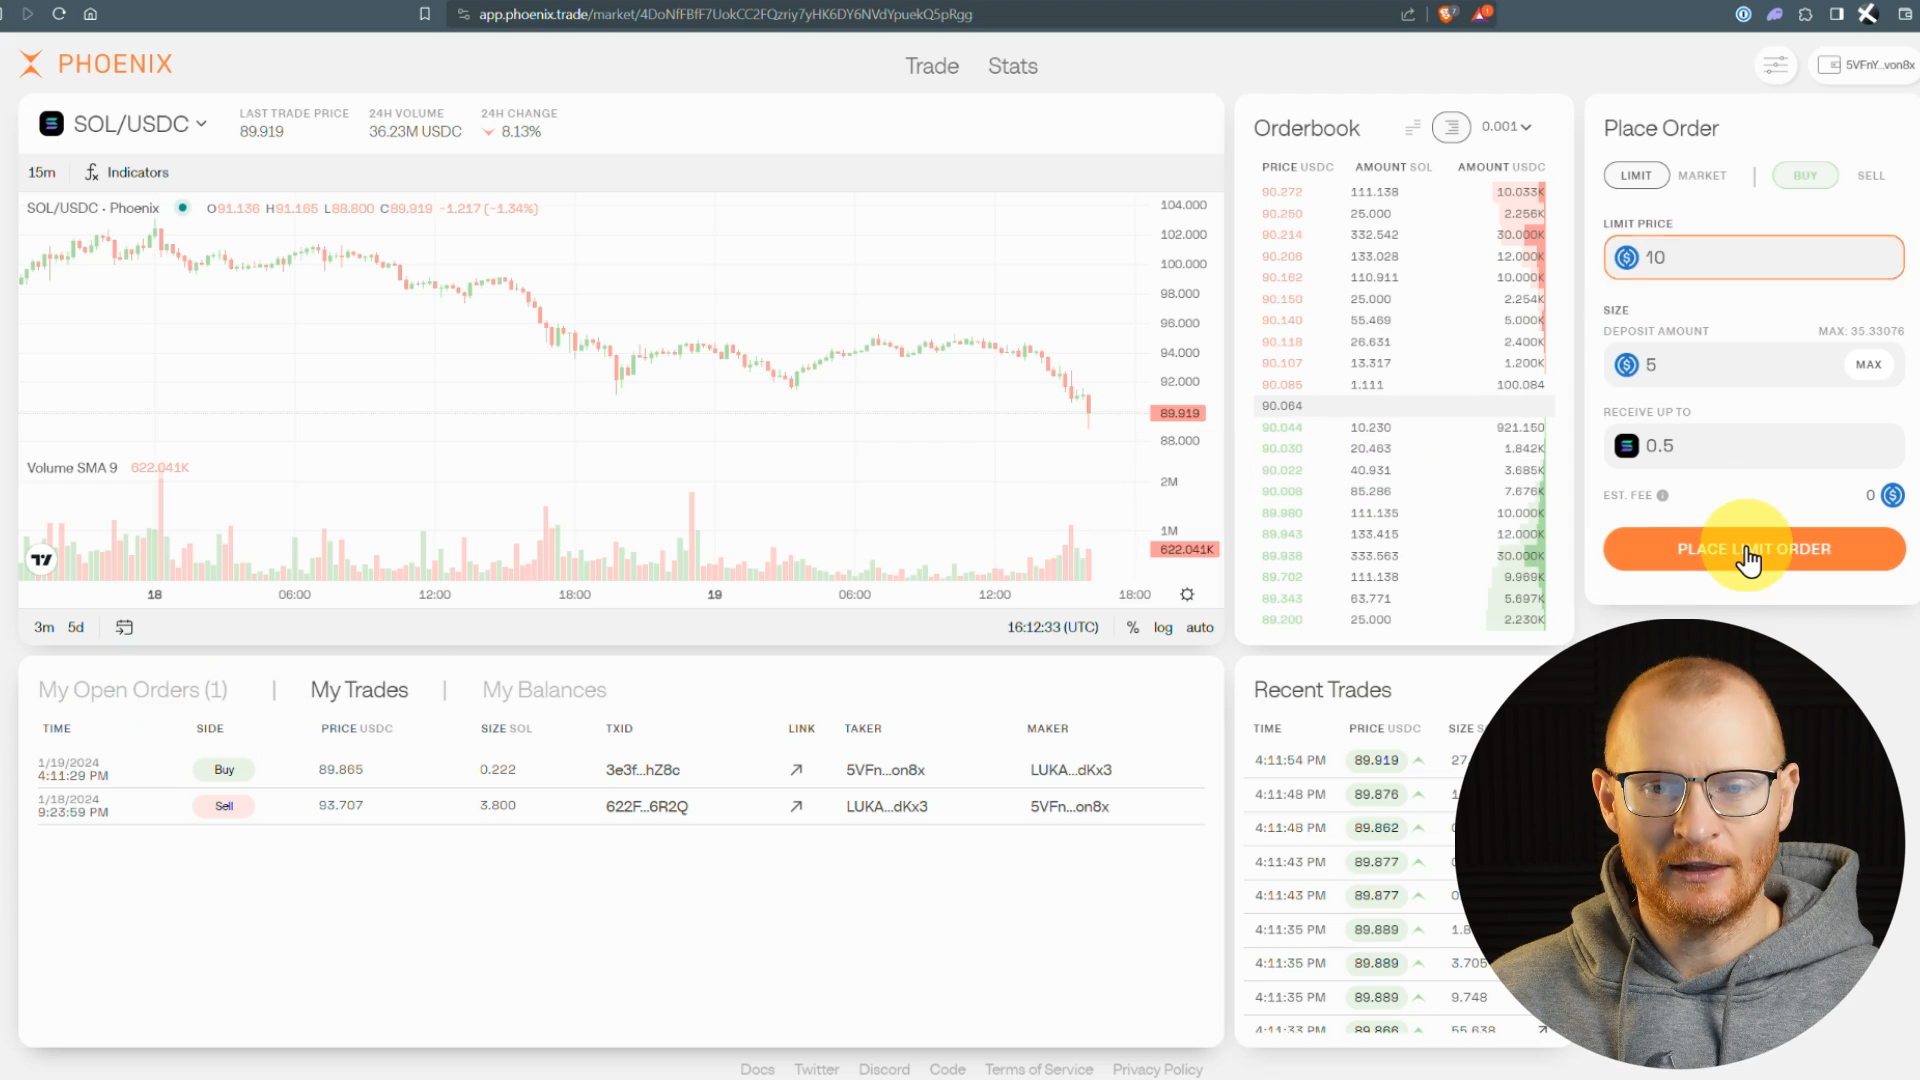 app.phoenix.trade/market/4DoNfFBfF7UokCC2FQzriy7yHK6DY6NVdYpuekQ5pRgg
PHOENIX
Trade Stats
5VFnY...von8x
SOL/USDC
LAST TRADE PRICE 24H VOLUME 24H CHANGE
89.919 36.23M USDC 8.13%
15m Indicators
SOL/USDC · Phoenix O91.136 H91.165 L88.800 C89.919 −1.217 (−1.34%)
104.000
102.000
100.000
98.000
96.000
94.000
92.000
89.919
88.000
Volume SMA 9 622.041K
2M
1M
622.041K
18 06:00 12:00 18:00 19 06:00 12:00 18:00
3m 5d 16:12:33 (UTC) % log auto
Orderbook 0.001
PRICE USDC AMOUNT SOL AMOUNT USDC
90.272 111.138 10.033K
90.250 25.000 2.256K
90.214 332.542 30.000K
90.206 133.028 12.000K
90.162 110.911 10.000K
90.150 25.000 2.254K
90.140 55.469 5.000K
90.118 26.631 2.400K
90.107 13.317 1.200K
90.085 1.111 100.084
90.064
90.044 10.230 921.150
90.030 20.463 1.842K
90.022 40.931 3.685K
90.008 85.286 7.676K
89.980 111.135 10.000K
89.943 133.415 12.000K
89.938 333.563 30.000K
89.702 111.138 9.969K
89.343 63.771 5.697K
89.200 25.000 2.230K
Place Order
LIMIT MARKET | BUY SELL
LIMIT PRICE
10
SIZE
DEPOSIT AMOUNT MAX: 35.33076
5 MAX
RECEIVE UP TO
0.5
EST. FEE 0
PLACE LIMIT ORDER
My Open Orders (1) | My Trades | My Balances
TIME SIDE PRICE USDC SIZE SOL TXID LINK TAKER MAKER
1/19/2024
4:11:29 PM Buy 89.865 0.222 3e3f...hZ8c 5VFn...on8x LUKA...dKx3
1/18/2024
9:23:59 PM Sell 93.707 3.800 622F...6R2Q LUKA...dKx3 5VFn...on8x
Recent Trades
TIME PRICE USDC SIZE
4:11:54 PM 89.919 27.
4:11:48 PM 89.876
4:11:48 PM 89.862
4:11:43 PM 89.877
4:11:43 PM 89.877
4:11:35 PM 89.889 1.8
4:11:35 PM 89.889 3.705
4:11:35 PM 89.889 9.748
4:11:33 PM 89.866 55.638
Docs Twitter Discord Code Terms of Service Privacy Policy